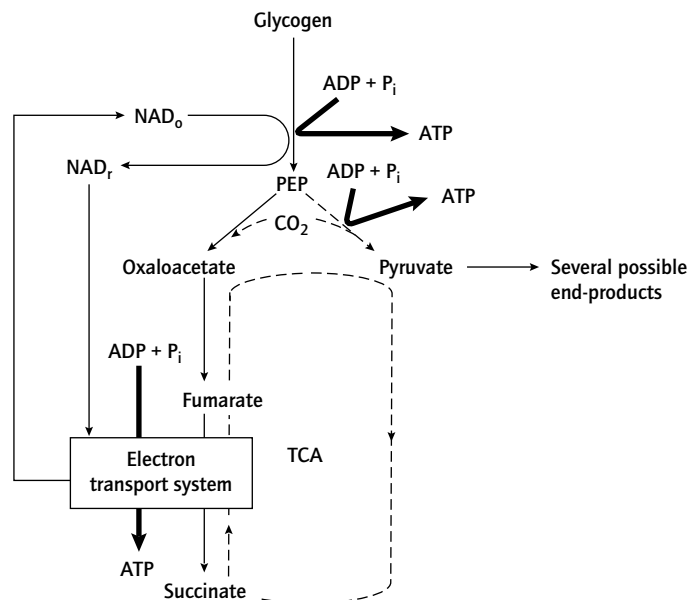 Glycogen
ADP + Pi
NADo
ATP
NADr
ADP + Pi
PEP
ATP
CO2
Oxaloacetate
Pyruvate
Several possible
end-products
ADP + Pi
Fumarate
Electron
transport system
TCA
ATP
Succinate